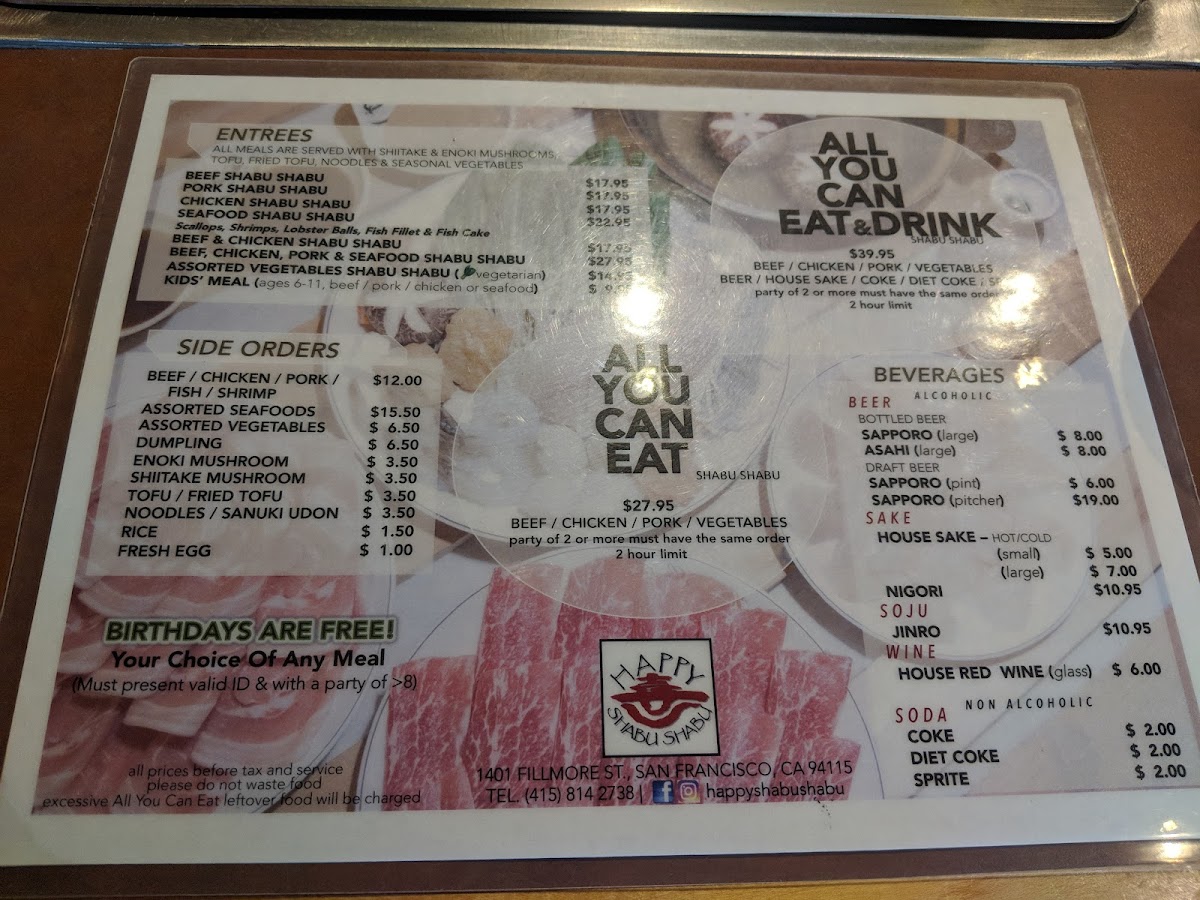 ENTREES
ALL MEALS ARE SERVED WITH SHIITAKE & ENOKI MUSHROOMS,
TOFU, FRIED TOFU, NOODLES & SEASONAL VEGETABLES
BEEF SHABU SHABU $17.95
PORK SHABU SHABU $17.95
CHICKEN SHABU SHABU $17.95
SEAFOOD SHABU SHABU $22.95
Scallops, Shrimps, Lobster Balls, Fish Fillet & Fish Cake
BEEF & CHICKEN SHABU SHABU $17.95
BEEF, CHICKEN, PORK & SEAFOOD SHABU SHABU $27.95
ASSORTED VEGETABLES SHABU SHABU (vegetarian) $14.95
KIDS' MEAL (ages 6-11, beef / pork / chicken or seafood) $
SIDE ORDERS
BEEF / CHICKEN / PORK / $12.00
FISH / SHRIMP
ASSORTED SEAFOODS $15.50
ASSORTED VEGETABLES $ 6.50
DUMPLING $ 6.50
ENOKI MUSHROOM $ 3.50
SHIITAKE MUSHROOM $ 3.50
TOFU / FRIED TOFU $ 3.50
NOODLES / SANUKI UDON $ 3.50
RICE $ 1.50
FRESH EGG $ 1.00
BIRTHDAYS ARE FREE!
Your Choice Of Any Meal
(Must present valid ID & with a party of >8)
all prices before tax and service
please do not waste food
excessive All You Can Eat leftover food will be charged
ALL
YOU
CAN
EAT
SHABU SHABU
$27.95
BEEF / CHICKEN / PORK / VEGETABLES
party of 2 or more must have the same order
2 hour limit
HAPPY
SHABU SHABU
1401 FILLMORE ST., SAN FRANCISCO, CA 94115
TEL. (415) 814 2738 | f happyshabushabu
ALL
YOU
CAN
EAT & DRINK
SHABU SHABU
$39.95
BEEF / CHICKEN / PORK / VEGETABLES
BEER / HOUSE SAKE / COKE / DIET COKE /
party of 2 or more must have the same order
2 hour limit
BEVERAGES
ALCOHOLIC
BEER
BOTTLED BEER
SAPPORO (large) $ 8.00
ASAHI (large) $ 8.00
DRAFT BEER
SAPPORO (pint) $ 6.00
SAPPORO (pitcher) $19.00
SAKE
HOUSE SAKE – HOT/COLD
(small) $ 5.00
(large) $ 7.00
NIGORI $10.95
SOJU
JINRO $10.95
WINE
HOUSE RED WINE (glass) $ 6.00
NON ALCOHOLIC
SODA
COKE $ 2.00
DIET COKE $ 2.00
SPRITE $ 2.00